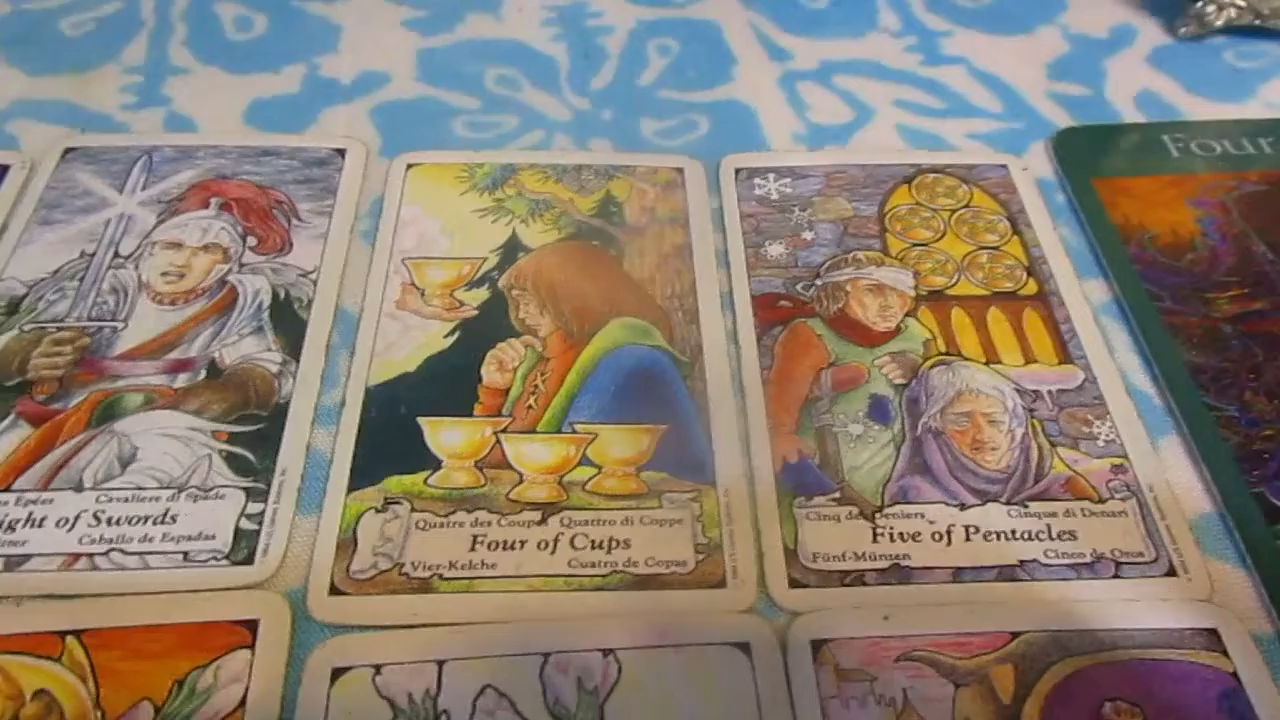 Four
Epées Cavaliere di Spade
ight of Swords
Caballo de Espadas
Quatre des Coupes Quattro di Coppe
Four of Cups
Vier-Kelche Cuatro de Copas
Cinq de Deniers Cinque di Denari
Five of Pentacles
Fünf-Münzen Cinco de Oros